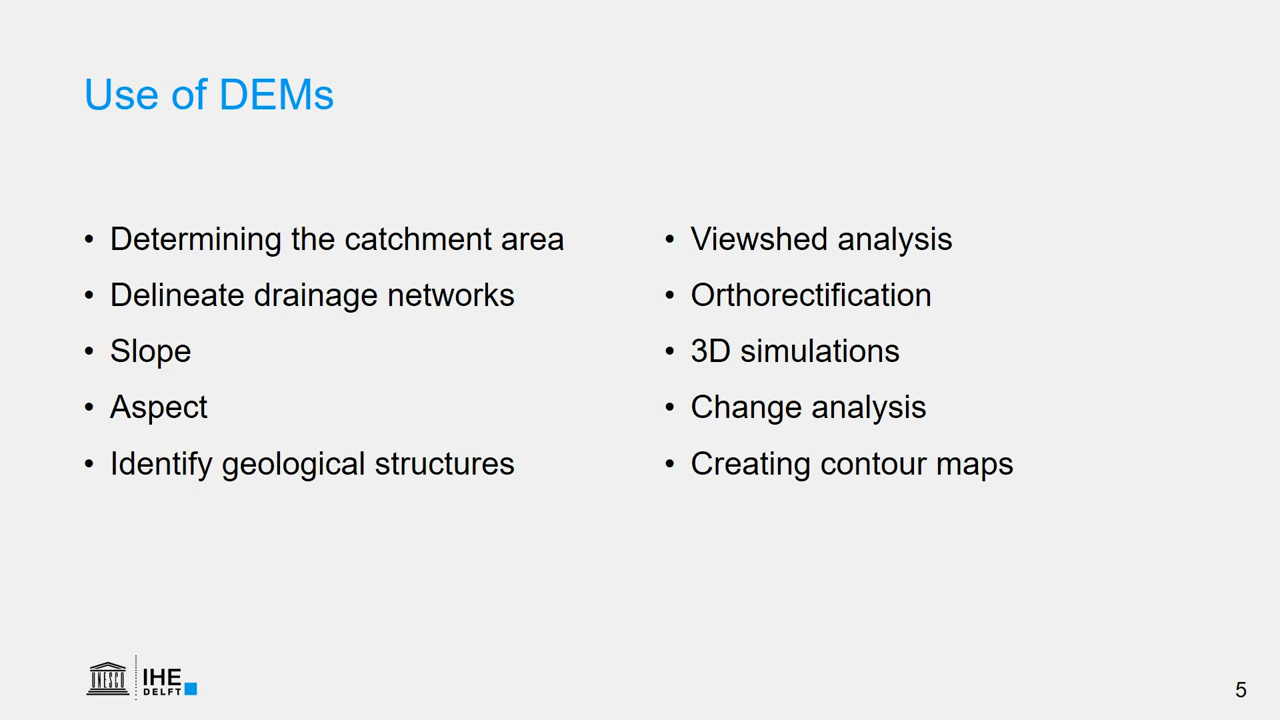 Use of DEMs
• Determining the catchment area
• Delineate drainage networks
• Slope
• Aspect
• Identify geological structures
• Viewshed analysis
• Orthorectification
• 3D simulations
• Change analysis
• Creating contour maps
UNESCO
IHE
DELFT
5